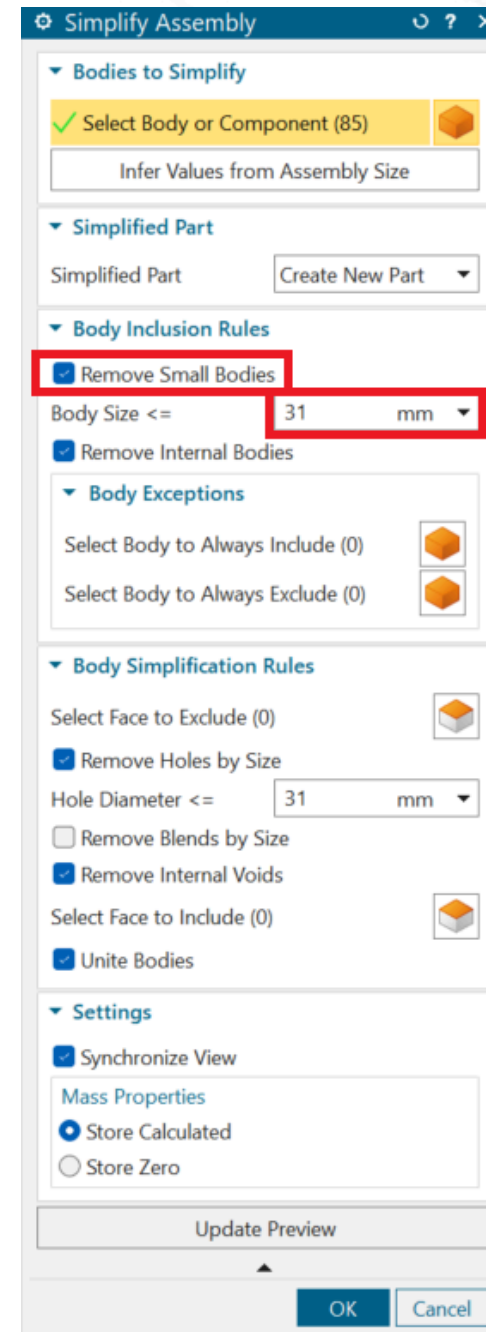 Simplify Assembly
Bodies to Simplify
Select Body or Component (85)
Infer Values from Assembly Size
Simplified Part
Simplified Part Create New Part
Body Inclusion Rules
Remove Small Bodies
Body Size <= 31 mm
Remove Internal Bodies
Body Exceptions
Select Body to Always Include (0)
Select Body to Always Exclude (0)
Body Simplification Rules
Select Face to Exclude (0)
Remove Holes by Size
Hole Diameter <= 31 mm
Remove Blends by Size
Remove Internal Voids
Select Face to Include (0)
Unite Bodies
Settings
Synchronize View
Mass Properties
Store Calculated
Store Zero
Update Preview
OK Cancel